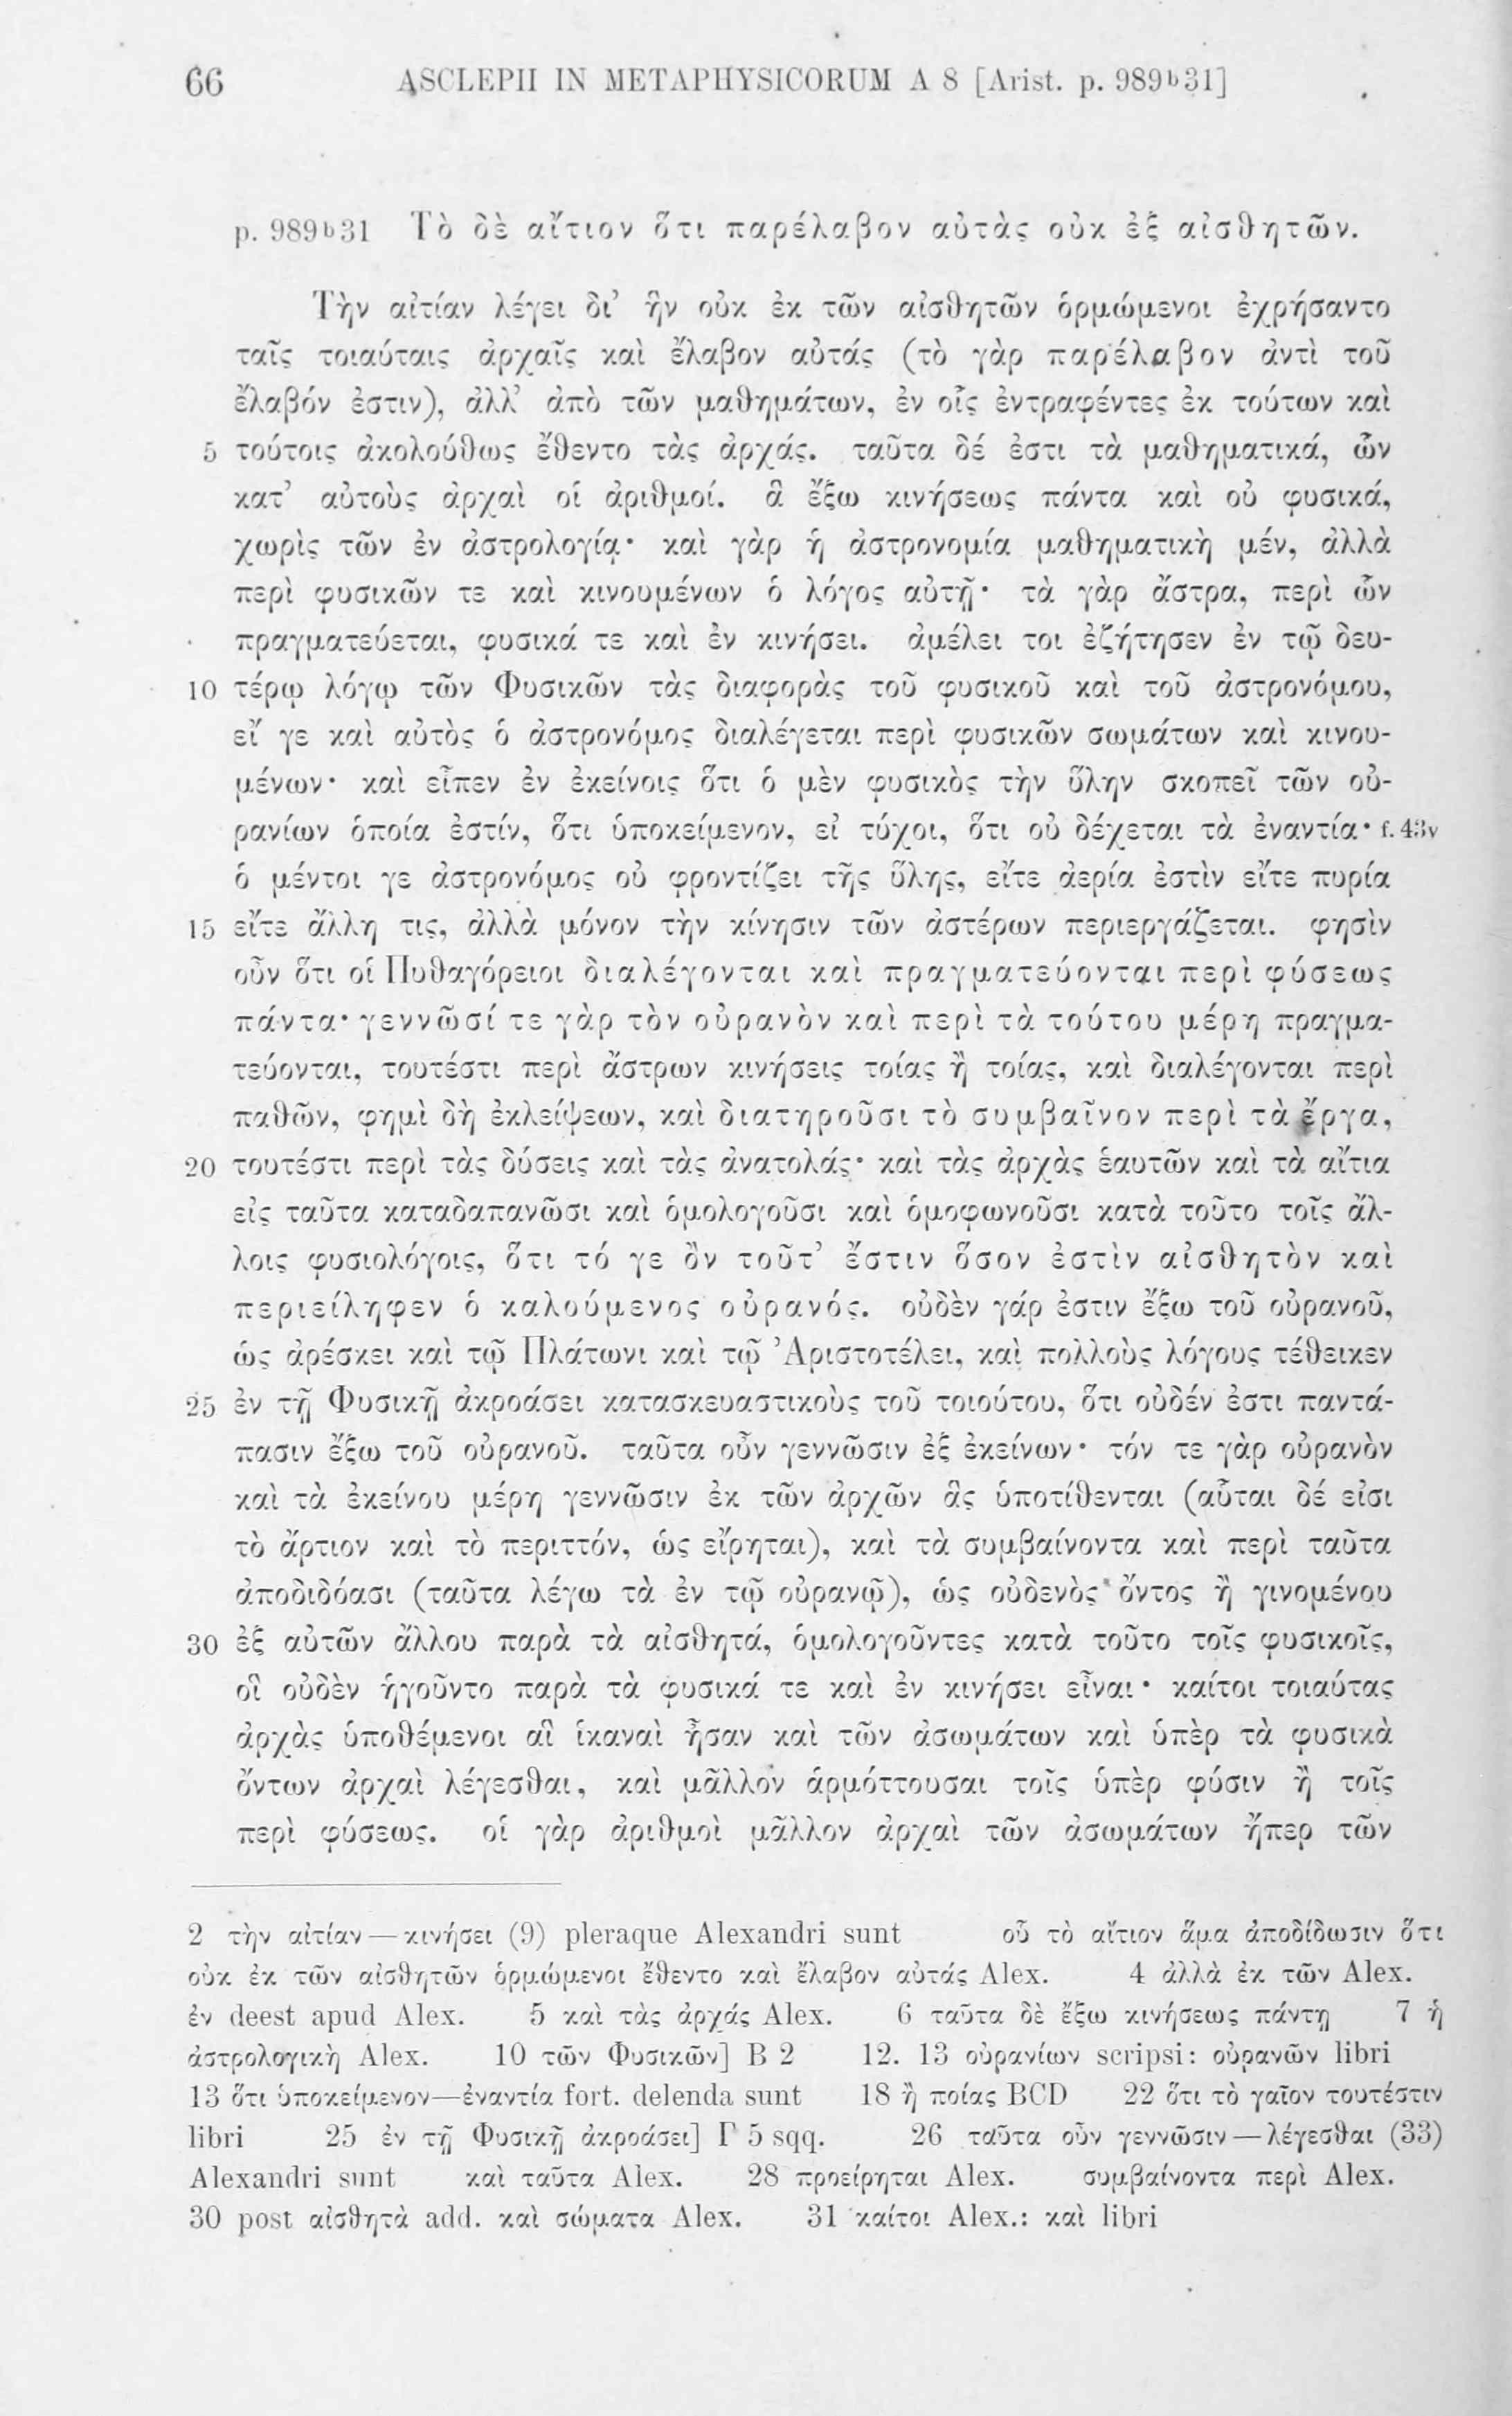 66 ASCLEPII IN METAPHYSICORUM A 8 [Arist. p. 989ᵇ31]
p. 989ᵇ31 Τὸ δὲ αἴτιον ὅτι παρέλαβον αὐτὰς οὐκ ἐξ αἰσθητῶν.
Τὴν αἰτίαν λέγει δι’ ἣν οὐκ ἐκ τῶν αἰσθητῶν ὁρμώμενοι ἐχρήσαντο
ταῖς τοιαύταις ἀρχαῖς καὶ ἔλαβον αὐτάς (τὸ γὰρ παρέλαβον ἀντὶ τοῦ
ἔλαβόν ἐστιν), ἀλλ’ ἀπὸ τῶν μαθημάτων, ἐν οἷς ἐντραφέντες ἐκ τούτων καὶ
5 τούτοις ἀκολούθως ἔθεντο τὰς ἀρχάς. ταῦτα δέ ἐστι τὰ μαθηματικά, ὧν
κατ’ αὐτοὺς ἀρχαὶ οἱ ἀριθμοί. ἃ ἔξω κινήσεως πάντα καὶ οὐ φυσικά,
χωρὶς τῶν ἐν ἀστρολογίᾳ· καὶ γὰρ ἡ ἀστρονομία μαθηματικὴ μέν, ἀλλὰ
περὶ φυσικῶν τε καὶ κινουμένων ὁ λόγος αὐτῇ· τὰ γὰρ ἄστρα, περὶ ὧν
πραγματεύεται, φυσικά τε καὶ ἐν κινήσει. ἀμέλει τοι ἐζήτησεν ἐν τῷ δευ-
10 τέρῳ λόγῳ τῶν Φυσικῶν τὰς διαφορὰς τοῦ φυσικοῦ καὶ τοῦ ἀστρονόμου,
εἴ γε καὶ αὐτὸς ὁ ἀστρονόμος διαλέγεται περὶ φυσικῶν σωμάτων καὶ κινου-
μένων· καὶ εἶπεν ἐν ἐκείνοις ὅτι ὁ μὲν φυσικὸς τὴν ὕλην σκοπεῖ τῶν οὐ-
ρανίων ὁποία ἐστίν, ὅτι ὑποκείμενον, εἰ τύχοι, ὅτι οὐ δέχεται τὰ ἐναντία· f. 43v
ὁ μέντοι γε ἀστρονόμος οὐ φροντίζει τῆς ὕλης, εἴτε ἀερία ἐστὶν εἴτε πυρία
15 εἴτε ἄλλη τις, ἀλλὰ μόνον τὴν κίνησιν τῶν ἀστέρων περιεργάζεται. φησὶν
οὖν ὅτι οἱ Πυθαγόρειοι διαλέγονται καὶ πραγματεύονται περὶ φύσεως
πάντα· γεννῶσί τε γὰρ τὸν οὐρανὸν καὶ περὶ τὰ τούτου μέρη πραγμα-
τεύονται, τουτέστι περὶ ἄστρων κινήσεις τοίας ἢ τοίας, καὶ διαλέγονται περὶ
παθῶν, φημὶ δὴ ἐκλείψεων, καὶ διατηροῦσι τὸ συμβαῖνον περὶ τὰ ἔργα,
20 τουτέστι περὶ τὰς δύσεις καὶ τὰς ἀνατολάς· καὶ τὰς ἀρχὰς ἑαυτῶν καὶ τὰ αἴτια
εἰς ταῦτα καταδαπανῶσι καὶ ὁμολογοῦσι καὶ ὁμοφωνοῦσι κατὰ τοῦτο τοῖς ἄλ-
λοις φυσιολόγοις, ὅτι τό γε ὂν τοῦτ’ ἔστιν ὅσον ἐστὶν αἰσθητὸν καὶ
περιείληφεν ὁ καλούμενος οὐρανός. οὐδὲν γάρ ἐστιν ἔξω τοῦ οὐρανοῦ,
ὡς ἀρέσκει καὶ τῷ Πλάτωνι καὶ τῷ Ἀριστοτέλει, καὶ πολλοὺς λόγους τέθεικεν
25 ἐν τῇ Φυσικῇ ἀκροάσει κατασκευαστικοὺς τοῦ τοιούτου, ὅτι οὐδέν ἐστι παντά-
πασιν ἔξω τοῦ οὐρανοῦ. ταῦτα οὖν γεννῶσιν ἐξ ἐκείνων· τόν τε γὰρ οὐρανὸν
καὶ τὰ ἐκείνου μέρη γεννῶσιν ἐκ τῶν ἀρχῶν ἃς ὑποτίθενται (αὗται δέ εἰσι
τὸ ἄρτιον καὶ τὸ περιττόν, ὡς εἴρηται), καὶ τὰ συμβαίνοντα καὶ περὶ ταῦτα
ἀποδιδόασι (ταῦτα λέγω τὰ ἐν τῷ οὐρανῷ), ὡς οὐδενὸς ὄντος ἢ γινομένου
30 ἐξ αὐτῶν ἄλλου παρὰ τὰ αἰσθητά, ὁμολογοῦντες κατὰ τοῦτο τοῖς φυσικοῖς,
οἳ οὐδὲν ἡγοῦντο παρὰ τὰ φυσικά τε καὶ ἐν κινήσει εἶναι· καίτοι τοιαύτας
ἀρχὰς ὑποθέμενοι αἳ ἱκαναὶ ἦσαν καὶ τῶν ἀσωμάτων καὶ ὑπὲρ τὰ φυσικὰ
ὄντων ἀρχαὶ λέγεσθαι, καὶ μᾶλλον ἁρμόττουσαι τοῖς ὑπὲρ φύσιν ἢ τοῖς
περὶ φύσεως. οἱ γὰρ ἀριθμοὶ μᾶλλον ἀρχαὶ τῶν ἀσωμάτων ἤπερ τῶν
2 τὴν αἰτίαν — κινήσει (9) pleraque Alexandri sunt οὗ τὸ αἴτιον ἅμα ἀποδίδωσιν ὅτι
οὐκ ἐκ τῶν αἰσθητῶν ὁρμώμενοι ἔθεντο καὶ ἔλαβον αὐτάς Alex. 4 ἀλλὰ ἐκ τῶν Alex.
ἐν deest apud Alex. 5 καὶ τὰς ἀρχάς Alex. 6 ταῦτα δὲ ἔξω κινήσεως πάντῃ 7 ἡ
ἀστρολογικὴ Alex. 10 τῶν Φυσικῶν] B 2 12. 13 οὐρανίων scripsi: οὐρανῶν libri
13 ὅτι ὑποκείμενον—ἐναντία fort. delenda sunt 18 ἢ ποίας BCD 22 ὅτι τὸ γαῖον τουτέστιν
libri 25 ἐν τῇ Φυσικῇ ἀκροάσει] Γ 5 sqq. 26 ταῦτα οὖν γεννῶσιν — λέγεσθαι (33)
Alexandri sunt καὶ ταῦτα Alex. 28 προείρηται Alex. συμβαίνοντα περὶ Alex.
30 post αἰσθητὰ add. καὶ σώματα Alex. 31 καίτοι Alex.: καὶ libri